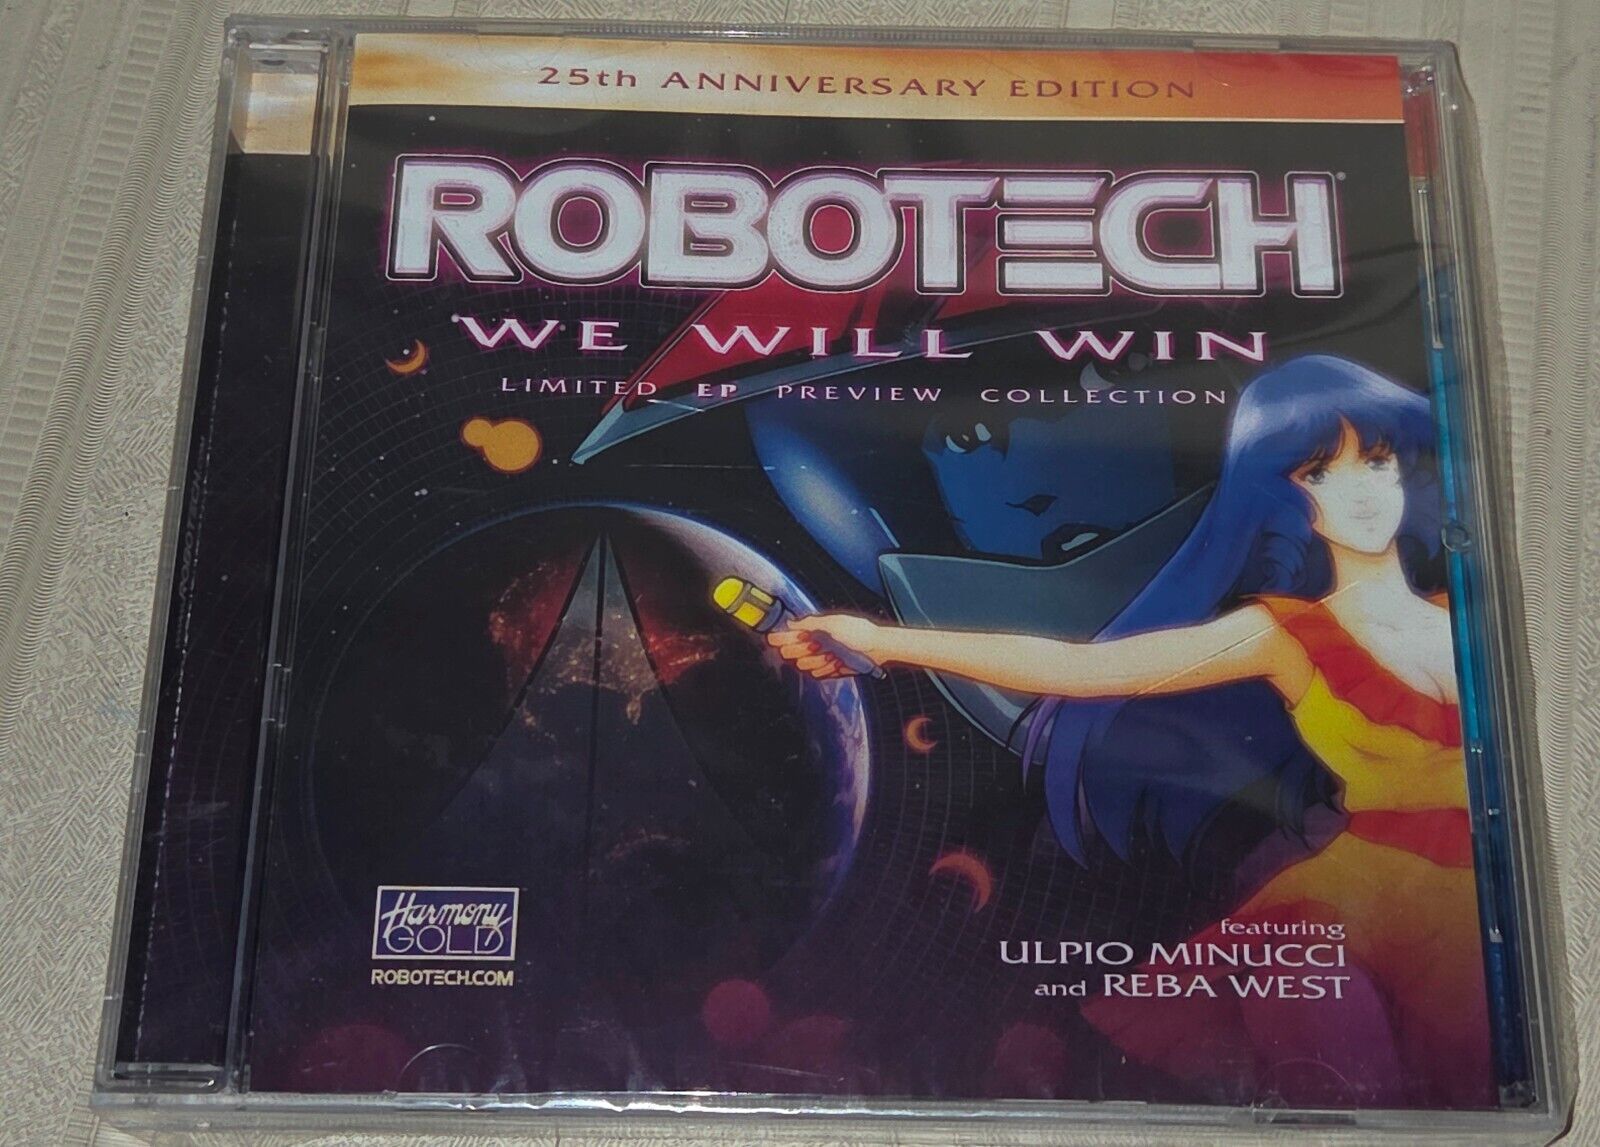 25th ANNIVERSARY EDITION
ROBOTECH®
WE WILL WIN
LIMITED EP PREVIEW COLLECTION
Harmony
GOLD
ROBOTECH.COM
featuring
ULPIO MINUCCI
and REBA WEST